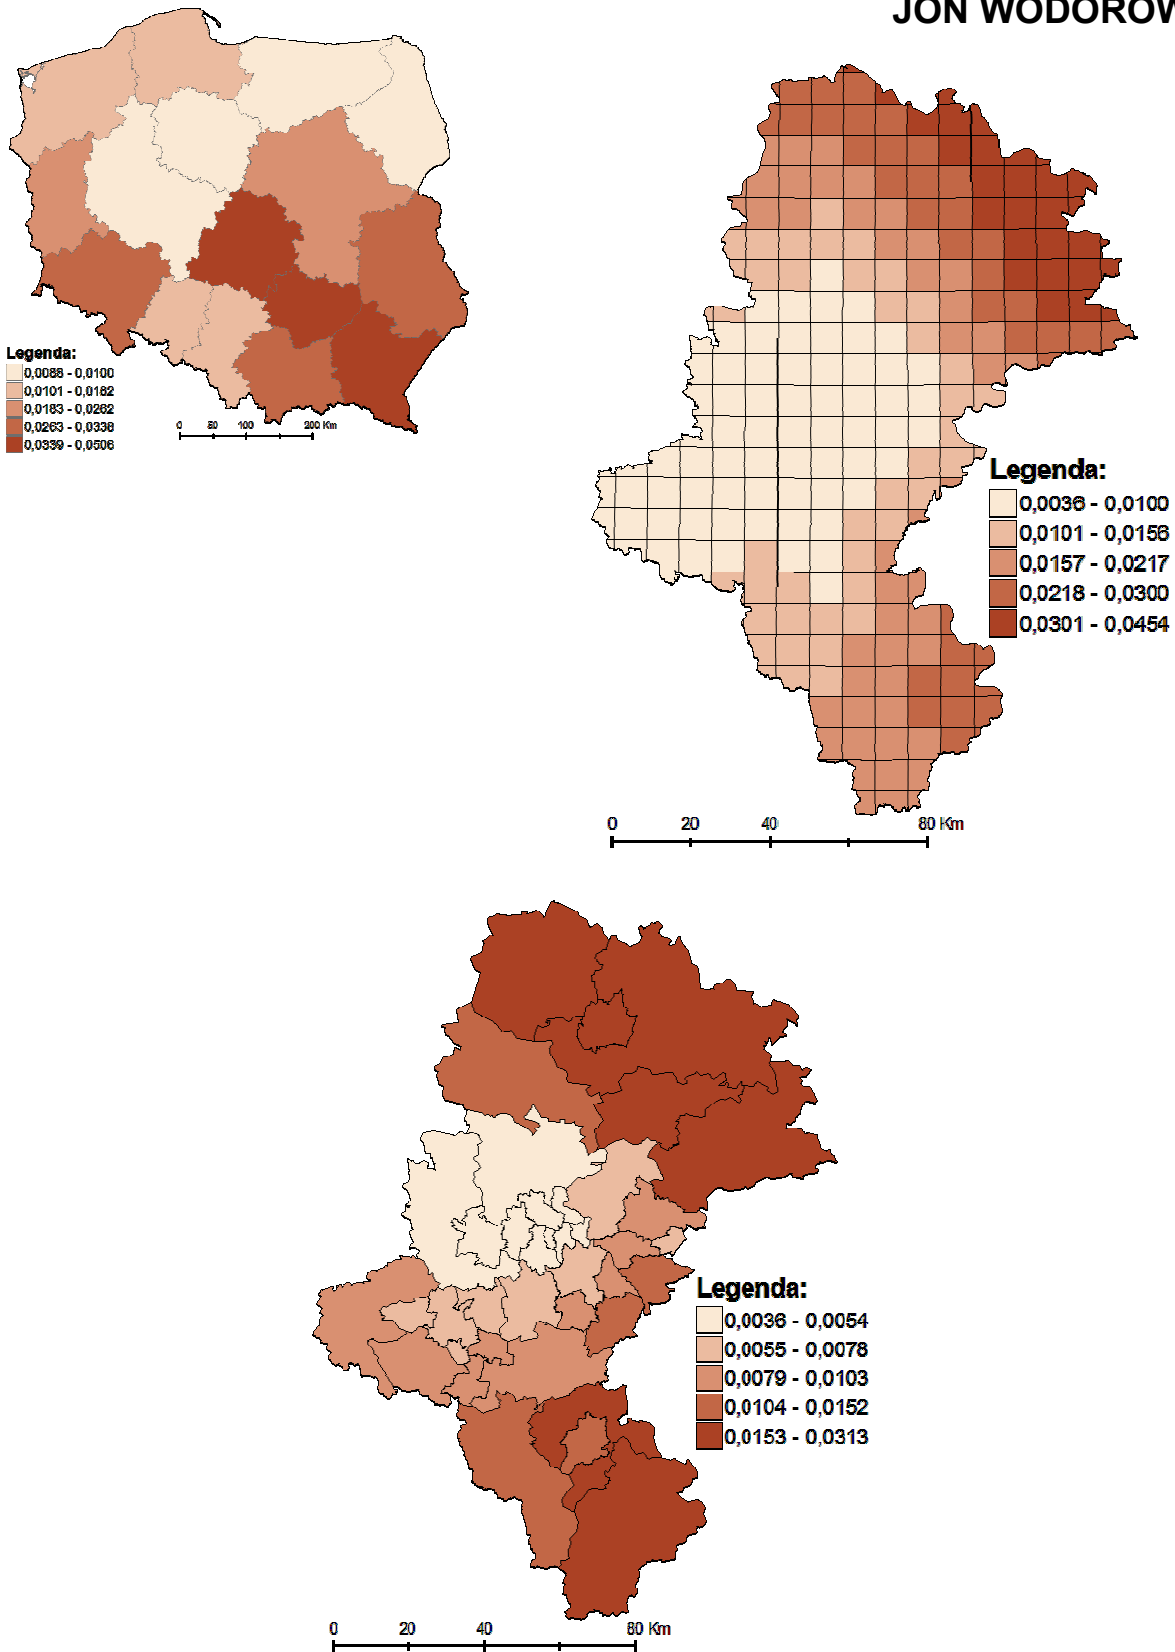 JON WODOROW
Legenda:
0,0088 - 0,0100
0,0101 - 0,0182
0,0183 - 0,0262
0,0263 - 0,0338
0,0339 - 0,0506
0 50 100 200 Km
Legenda:
0,0036 - 0,0100
0,0101 - 0,0156
0,0157 - 0,0217
0,0218 - 0,0300
0,0301 - 0,0454
0 20 40 80 Km
Legenda:
0,0036 - 0,0054
0,0055 - 0,0078
0,0079 - 0,0103
0,0104 - 0,0152
0,0153 - 0,0313
0 20 40 80 Km